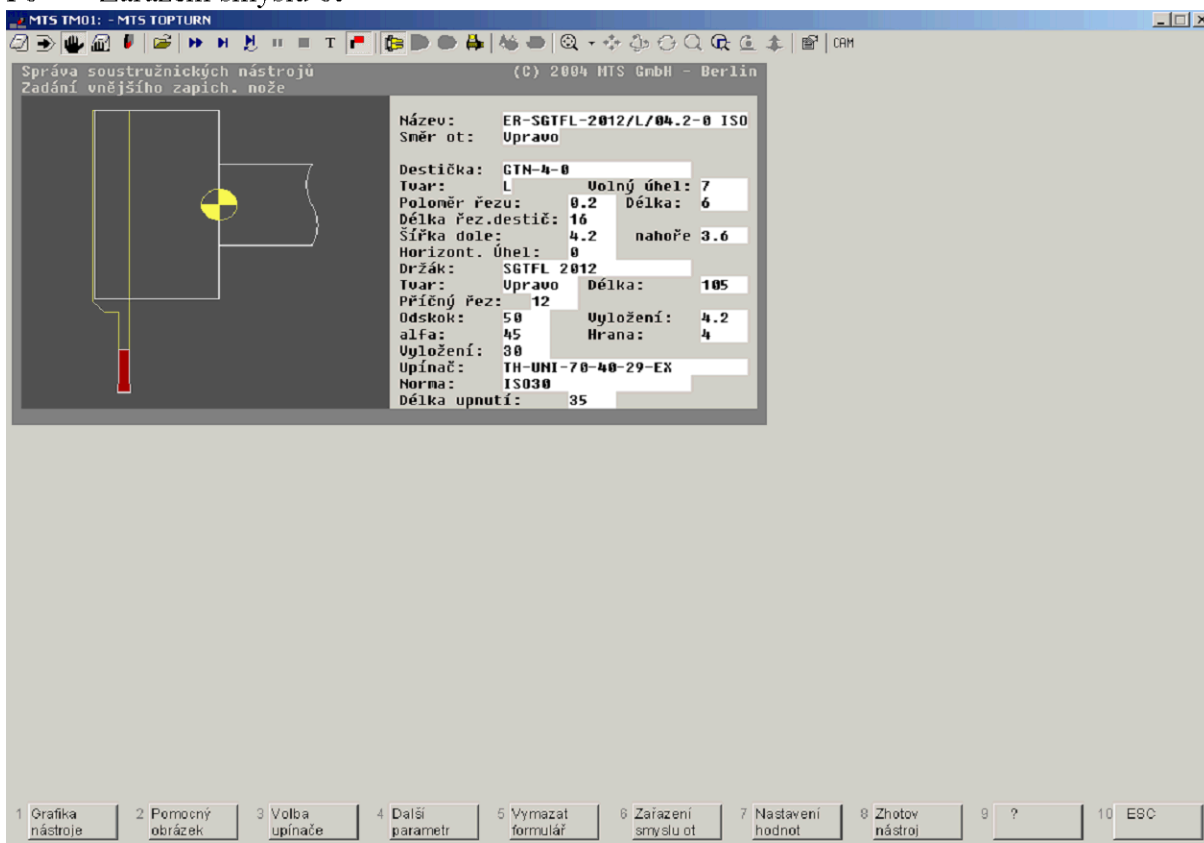 MTS TM01: - MTS TOPTURN
T CAM
Správa soustružnických nástrojů (C) 2004 MTS GmbH - Berlin
Zadání vnějšího zapich. nože
Název: ER-SGTFL-2012/L/04.2-0 ISO
Směr ot: Vpravo
Destička: GTN-4-0
Tvar: L Volný úhel: 7
Poloměr řezu: 0.2 Délka: 6
Délka řez.destič: 16
Šířka dole: 4.2 nahoře 3.6
Horizont. Úhel: 0
Držák: SGTFL 2012
Tvar: Vpravo Délka: 105
Příčný řez: 12
Odskok: 50 Vyložení: 4.2
alfa: 45 Hrana: 4
Vyložení: 30
Upínač: TH-UNI-70-40-29-EX
Norma: ISO30
Délka upnutí: 35
1 Grafika nástroje
2 Pomocný obrázek
3 Volba upínače
4 Další parametr
5 Vymazat formulář
6 Zařazení smyslu ot
7 Nastavení hodnot
8 Zhotov nástroj
9 ?
10 ESC